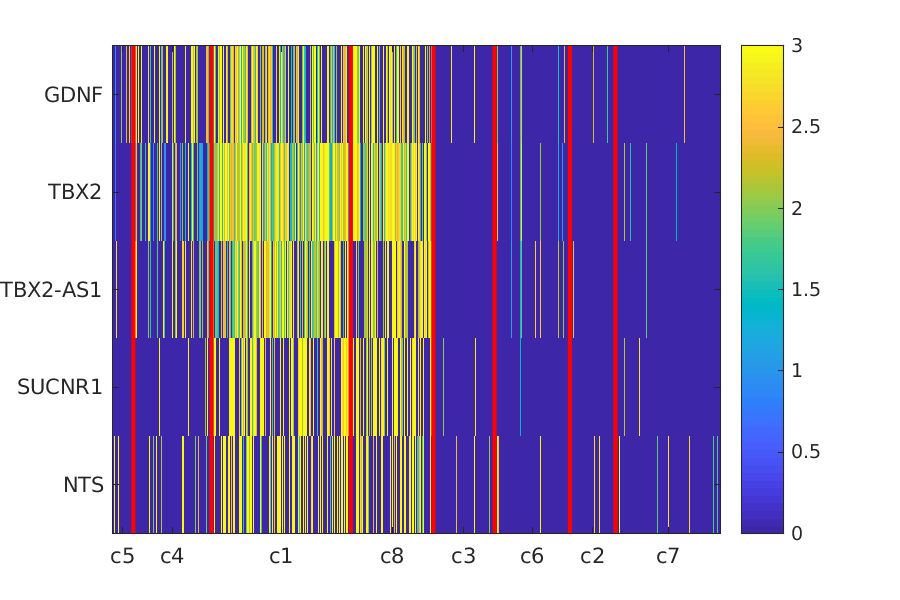 GDNF
TBX2
TBX2-AS1
SUCNR1
NTS
c5 c4 c1 c8 c3 c6 c2 c7
3
2.5
2
1.5
1
0.5
0